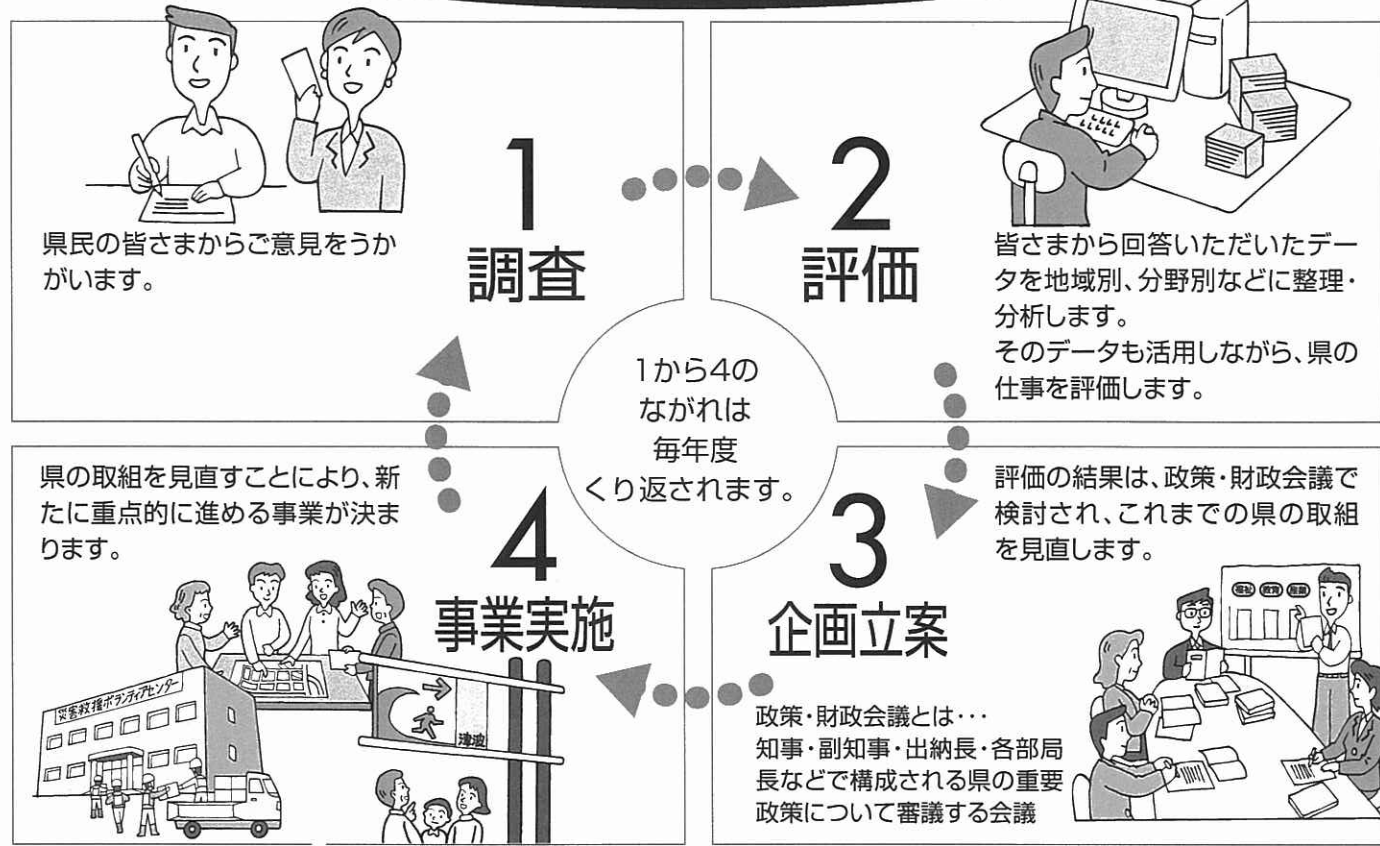 1
調査
県民の皆さまからご意見をうか
がいます。
2
評価
皆さまから回答いただいたデー
タを地域別、分野別などに整理・
分析します。
そのデータも活用しながら、県の
仕事を評価します。
1から4の
ながれは
毎年度
くり返されます。
3
企画立案
評価の結果は、政策・財政会議で
検討され、これまでの県の取組
を見直します。
福祉 教育 産業
政策・財政会議とは・・・
知事・副知事・出納長・各部局
長などで構成される県の重要
政策について審議する会議
4
事業実施
県の取組を見直すことにより、新
たに重点的に進める事業が決ま
ります。
災害救援ボランティアセンター
津波